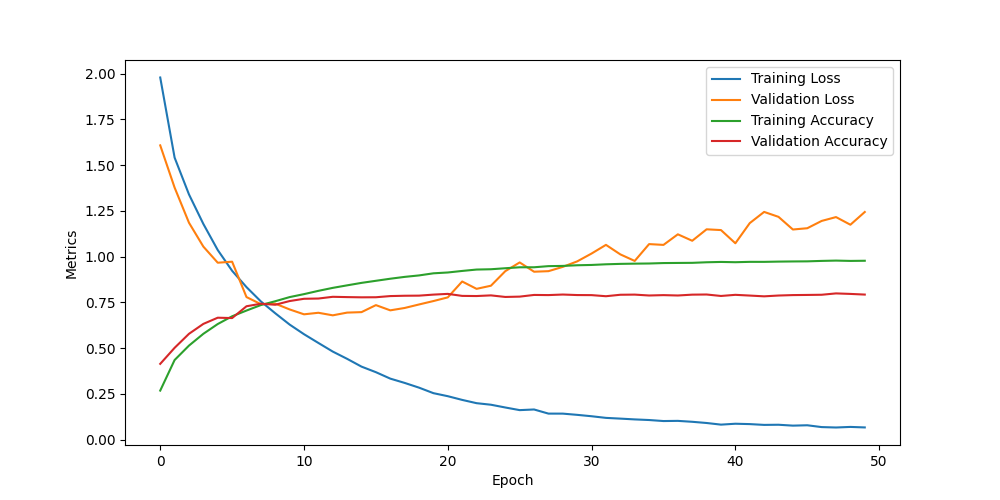 2.00
1.75
1.50
1.25
1.00
0.75
0.50
0.25
0.00
Metrics
0
10
20
30
40
50
Epoch
Training Loss
Validation Loss
Training Accuracy
Validation Accuracy